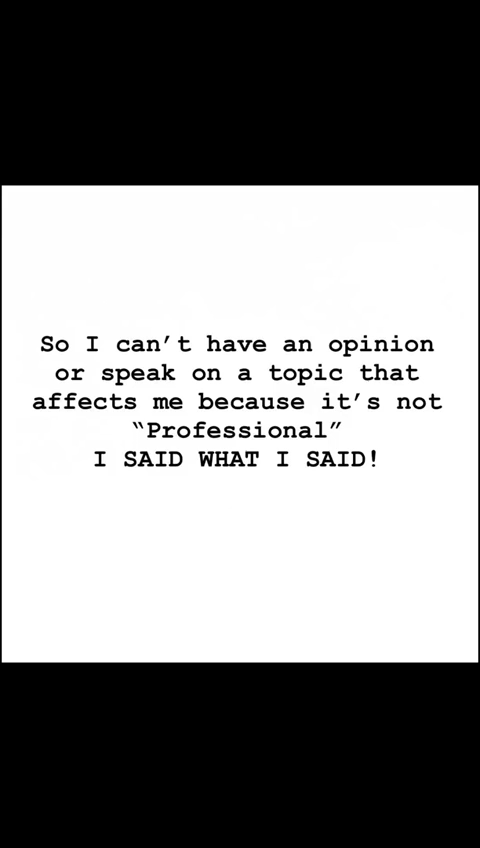 So I can’t have an opinion
or speak on a topic that
affects me because it’s not
“Professional”
I SAID WHAT I SAID!